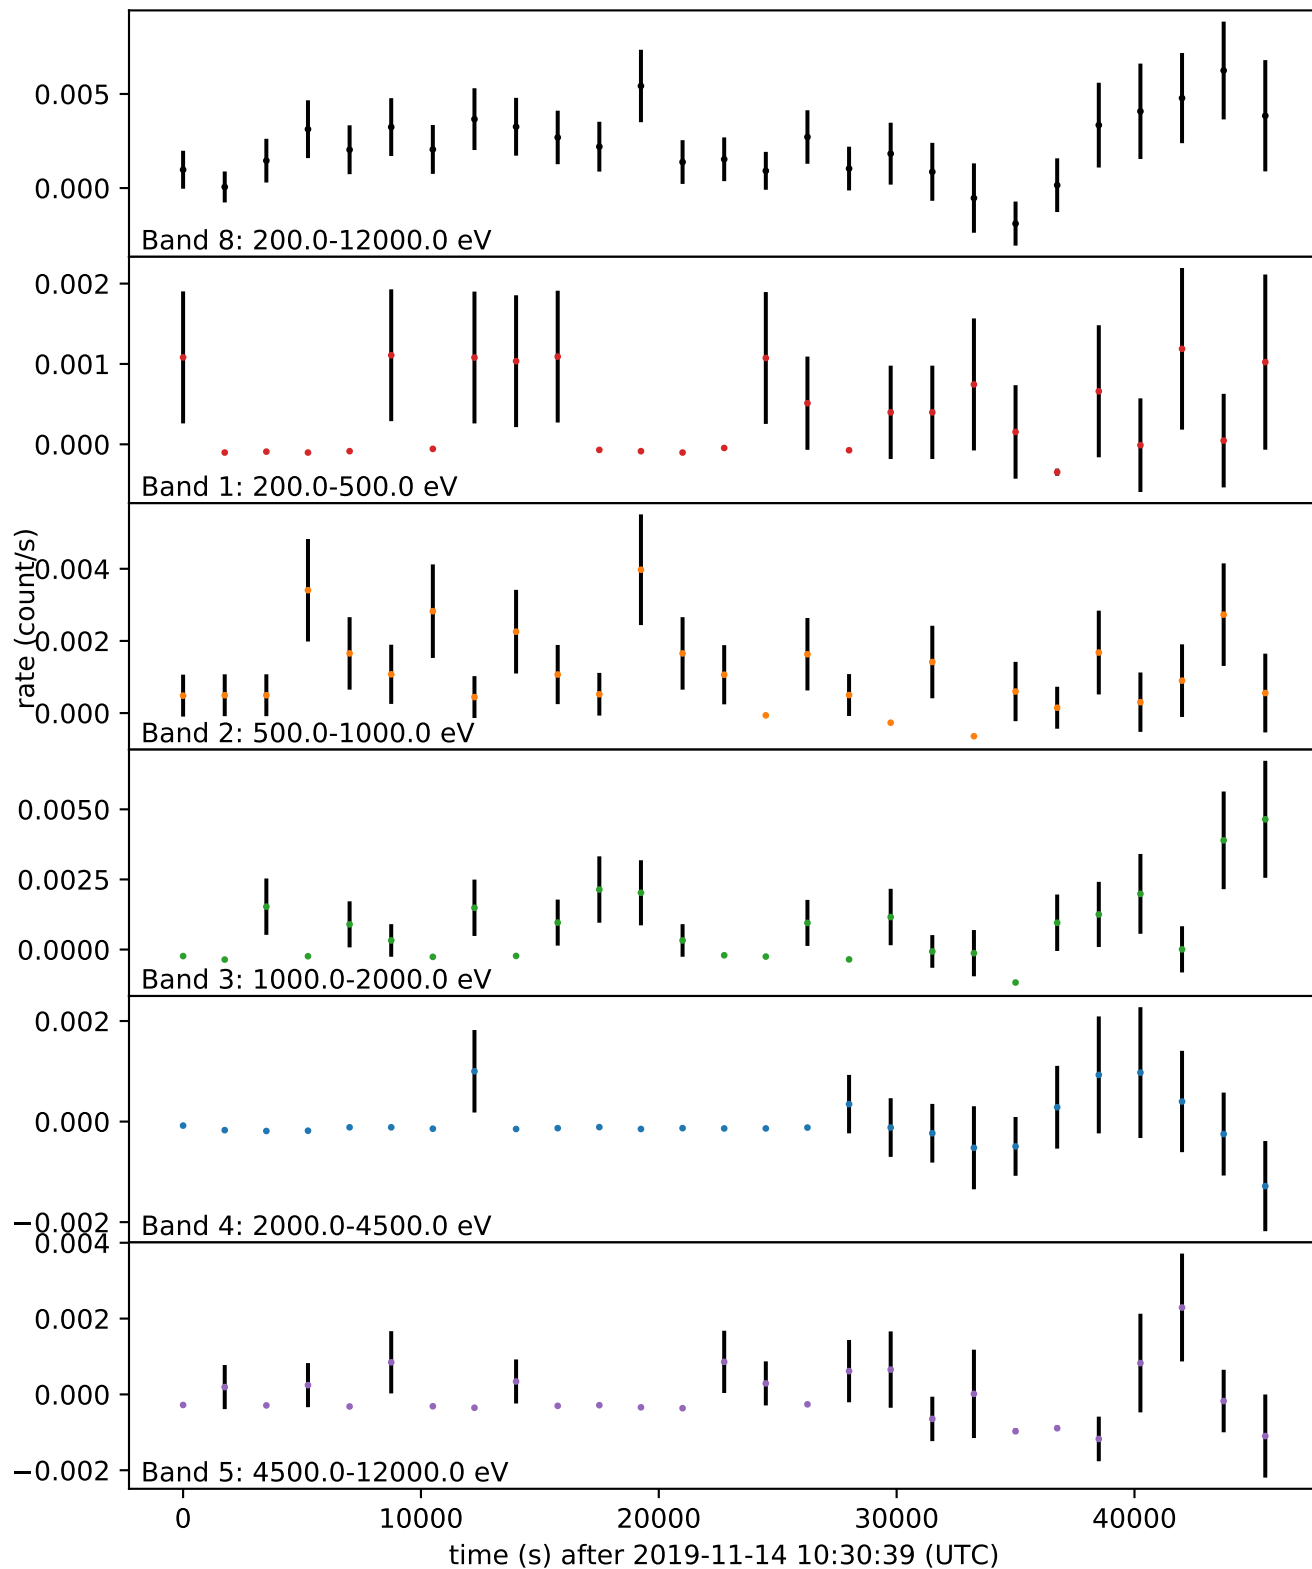 0.005
0.000
Band 8: 200.0-12000.0 eV
0.002
0.001
0.000
Band 1: 200.0-500.0 eV
rate (count/s)
0.004
0.002
0.000
Band 2: 500.0-1000.0 eV
0.0050
0.0025
0.0000
Band 3: 1000.0-2000.0 eV
0.002
0.000
−0.002
Band 4: 2000.0-4500.0 eV
0.004
0.002
0.000
−0.002
Band 5: 4500.0-12000.0 eV
0 10000 20000 30000 40000
time (s) after 2019-11-14 10:30:39 (UTC)